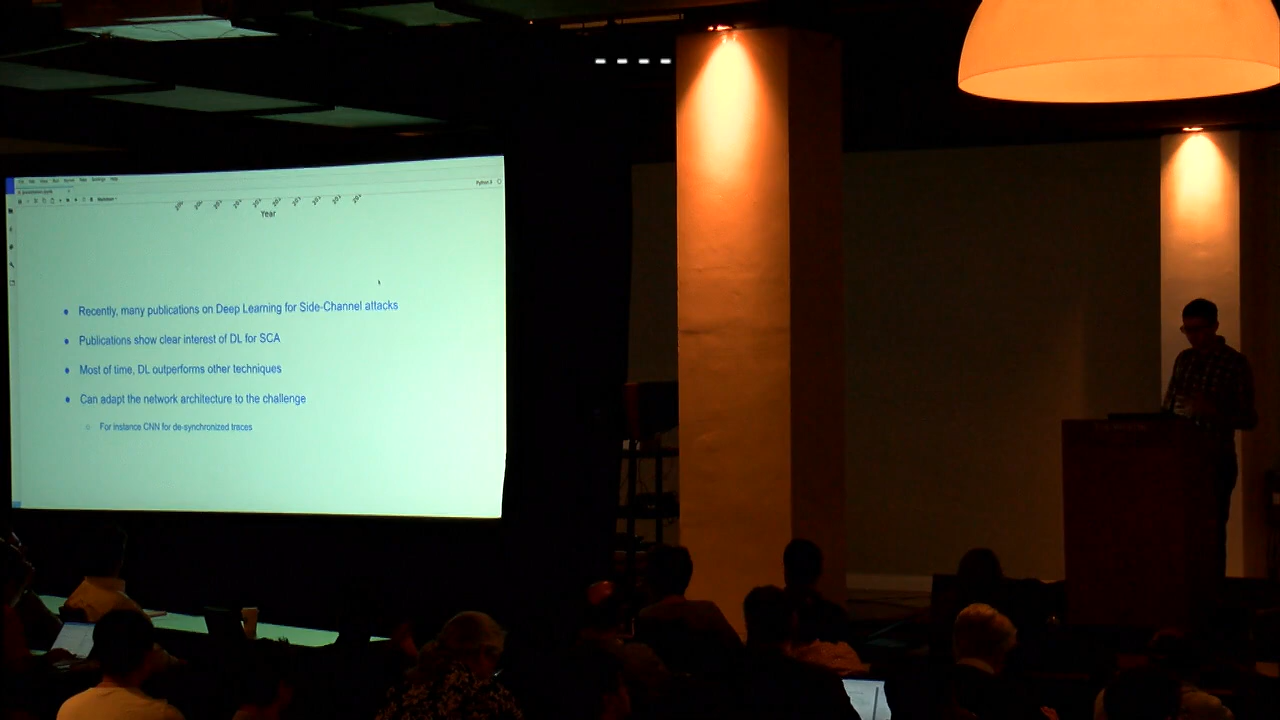 Python 3
Year
Recently, many publications on Deep Learning for Side-Channel attacks
Publications show clear interest of DL for SCA
Most of time, DL outperforms other techniques
Can adapt the network architecture to the challenge
For instance CNN for de-synchronized traces